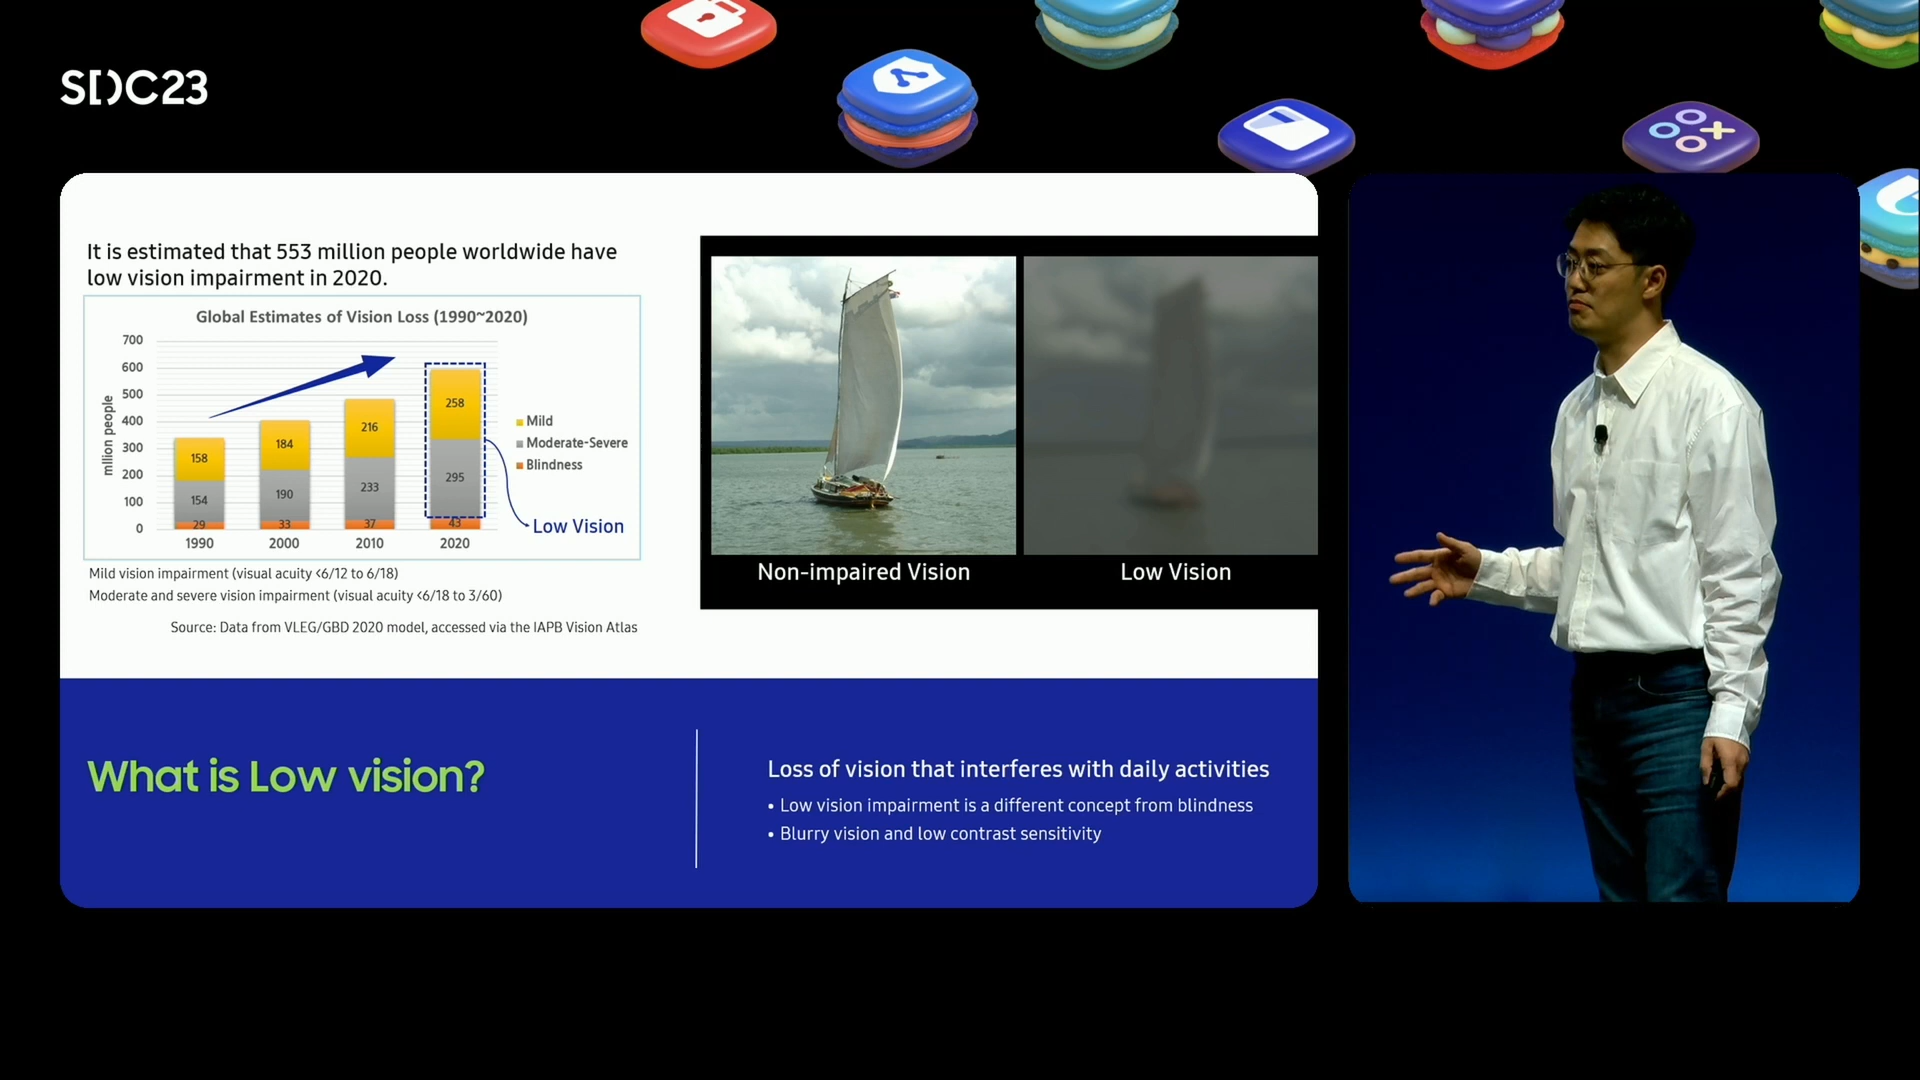 SDC23
It is estimated that 553 million people worldwide have
low vision impairment in 2020.
Global Estimates of Vision Loss (1990~2020)
700
600
500
400
300
200
100
0
mllion people
158
154
29
184
190
33
216
233
37
258
295
43
1990
2000
2010
2020
Mild
Moderate-Severe
Blindness
Low Vision
Mild vision impairment (visual acuity <6/12 to 6/18)
Moderate and severe vision impairment (visual acuity <6/18 to 3/60)
Source: Data from VLEG/GBD 2020 model, accessed via the IAPB Vision Atlas
Non-impaired Vision
Low Vision
What is Low vision?
Loss of vision that interferes with daily activities
• Low vision impairment is a different concept from blindness
• Blurry vision and low contrast sensitivity